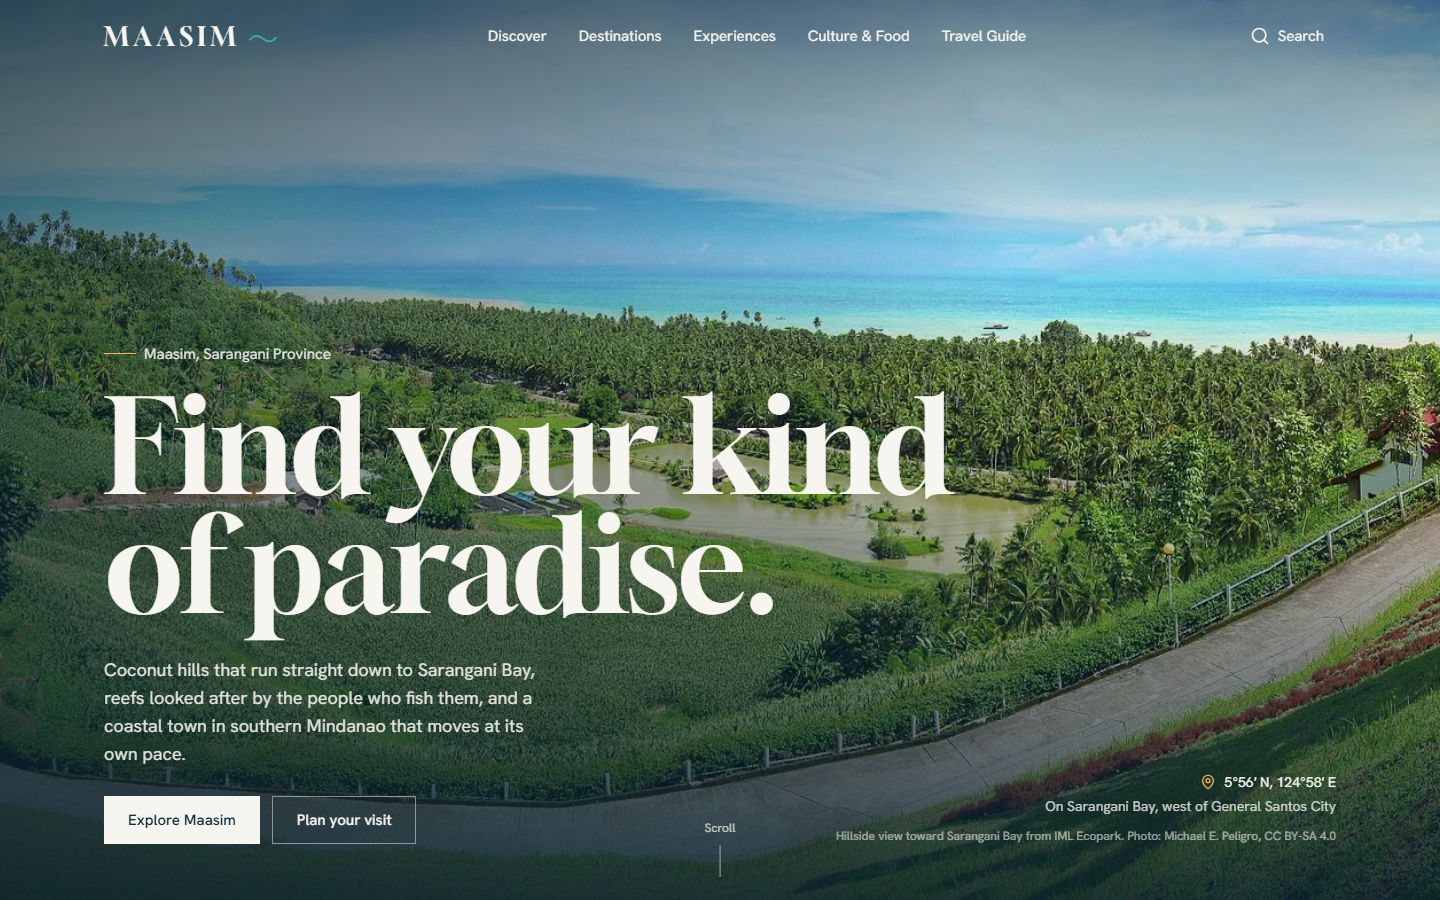 MAASIM
Discover
Destinations
Experiences
Culture & Food
Travel Guide
Search
Maasim, Sarangani Province
Find your kind
of paradise.
Coconut hills that run straight down to Sarangani Bay,
reefs looked after by the people who fish them, and a
coastal town in southern Mindanao that moves at its
own pace.
Explore Maasim
Plan your visit
Scroll
5°56′ N, 124°58′ E
On Sarangani Bay, west of General Santos City
Hillside view toward Sarangani Bay from IML Ecopark. Photo: Michael E. Peligro, CC BY-SA 4.0